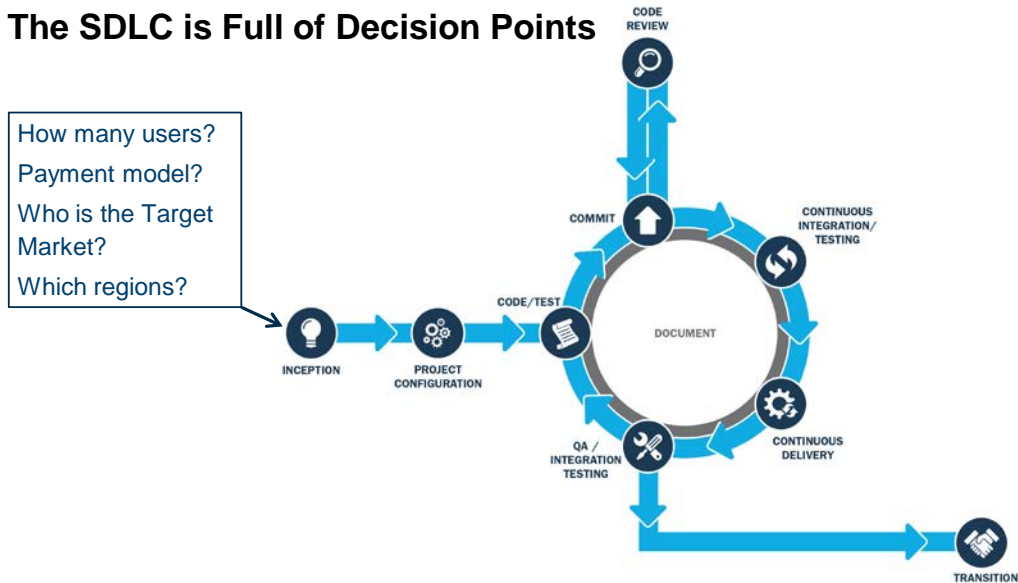 The SDLC is Full of Decision Points
CODE
REVIEW
How many users?
Payment model?
Who is the Target
Market?
Which regions?
COMMIT
CONTINUOUS
INTEGRATION/
TESTING
CODE/TEST
DOCUMENT
INCEPTION
PROJECT
CONFIGURATION
QA /
INTEGRATION
TESTING
CONTINUOUS
DELIVERY
TRANSITION